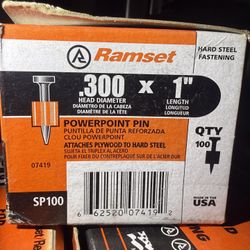 Ramset
HARD STEEL
FASTENING
.300 x 1"
HEAD DIAMETER
DIÁMETRO DE LA CABEZA
DIAMÈTRE DE LA TÊTE
LENGTH
LONGITUD
LONGUEUR
POWERPOINT PIN
PUNTILLA DE PUNTA REFORZADA
CLOU POWERPOINT
ATTACHES PLYWOOD TO HARD STEEL
SUJETA EL TRIPLEX AL ACERO
POUR FIXER DU CONTREPLAQUÉ SUR DE L'ACIER DUR
QTY
100
07419
SP100
6 62520 07419 2
USA